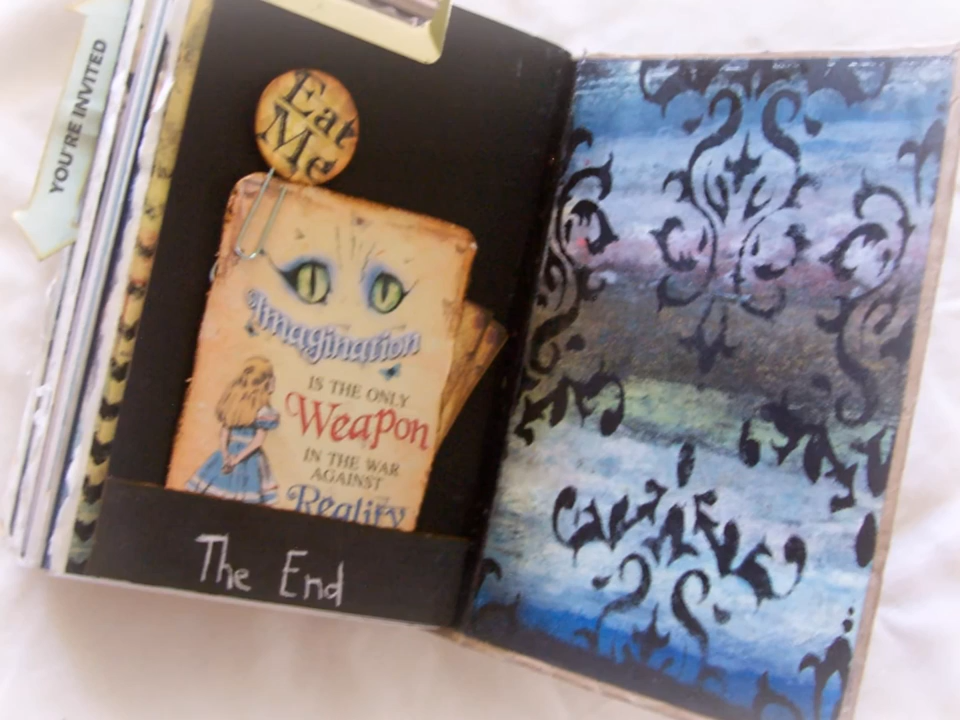 YOU'RE INVITED
Eat
Me
Imagination
IS THE ONLY
Weapon
IN THE WAR
AGAINST
Reality
The End